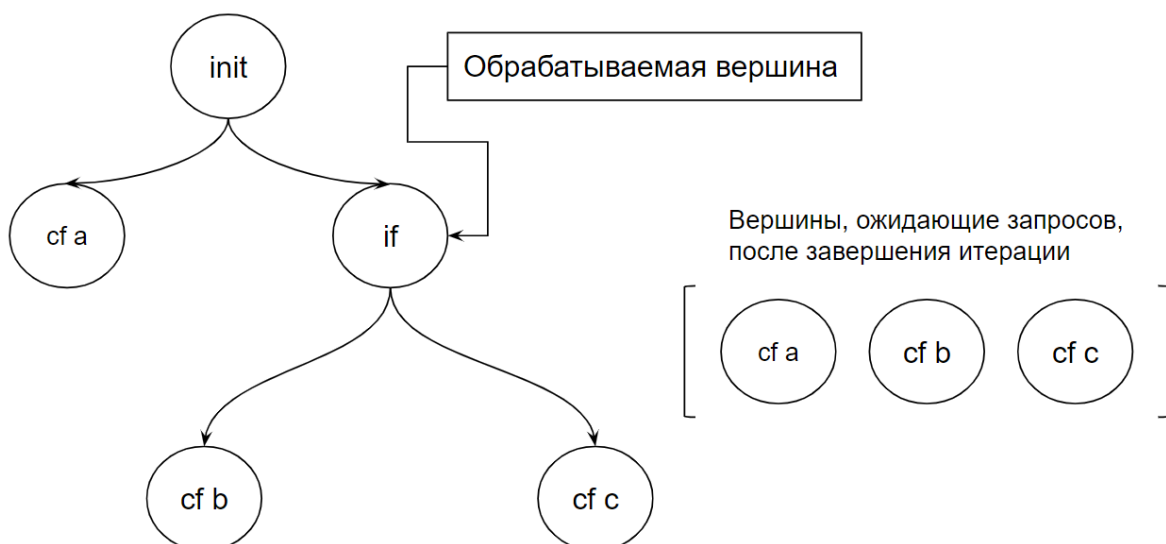 init
Обрабатываемая вершина
cf a
if
Вершины, ожидающие запросов,
после завершения итерации
cf a
cf b
cf c
cf b
cf c